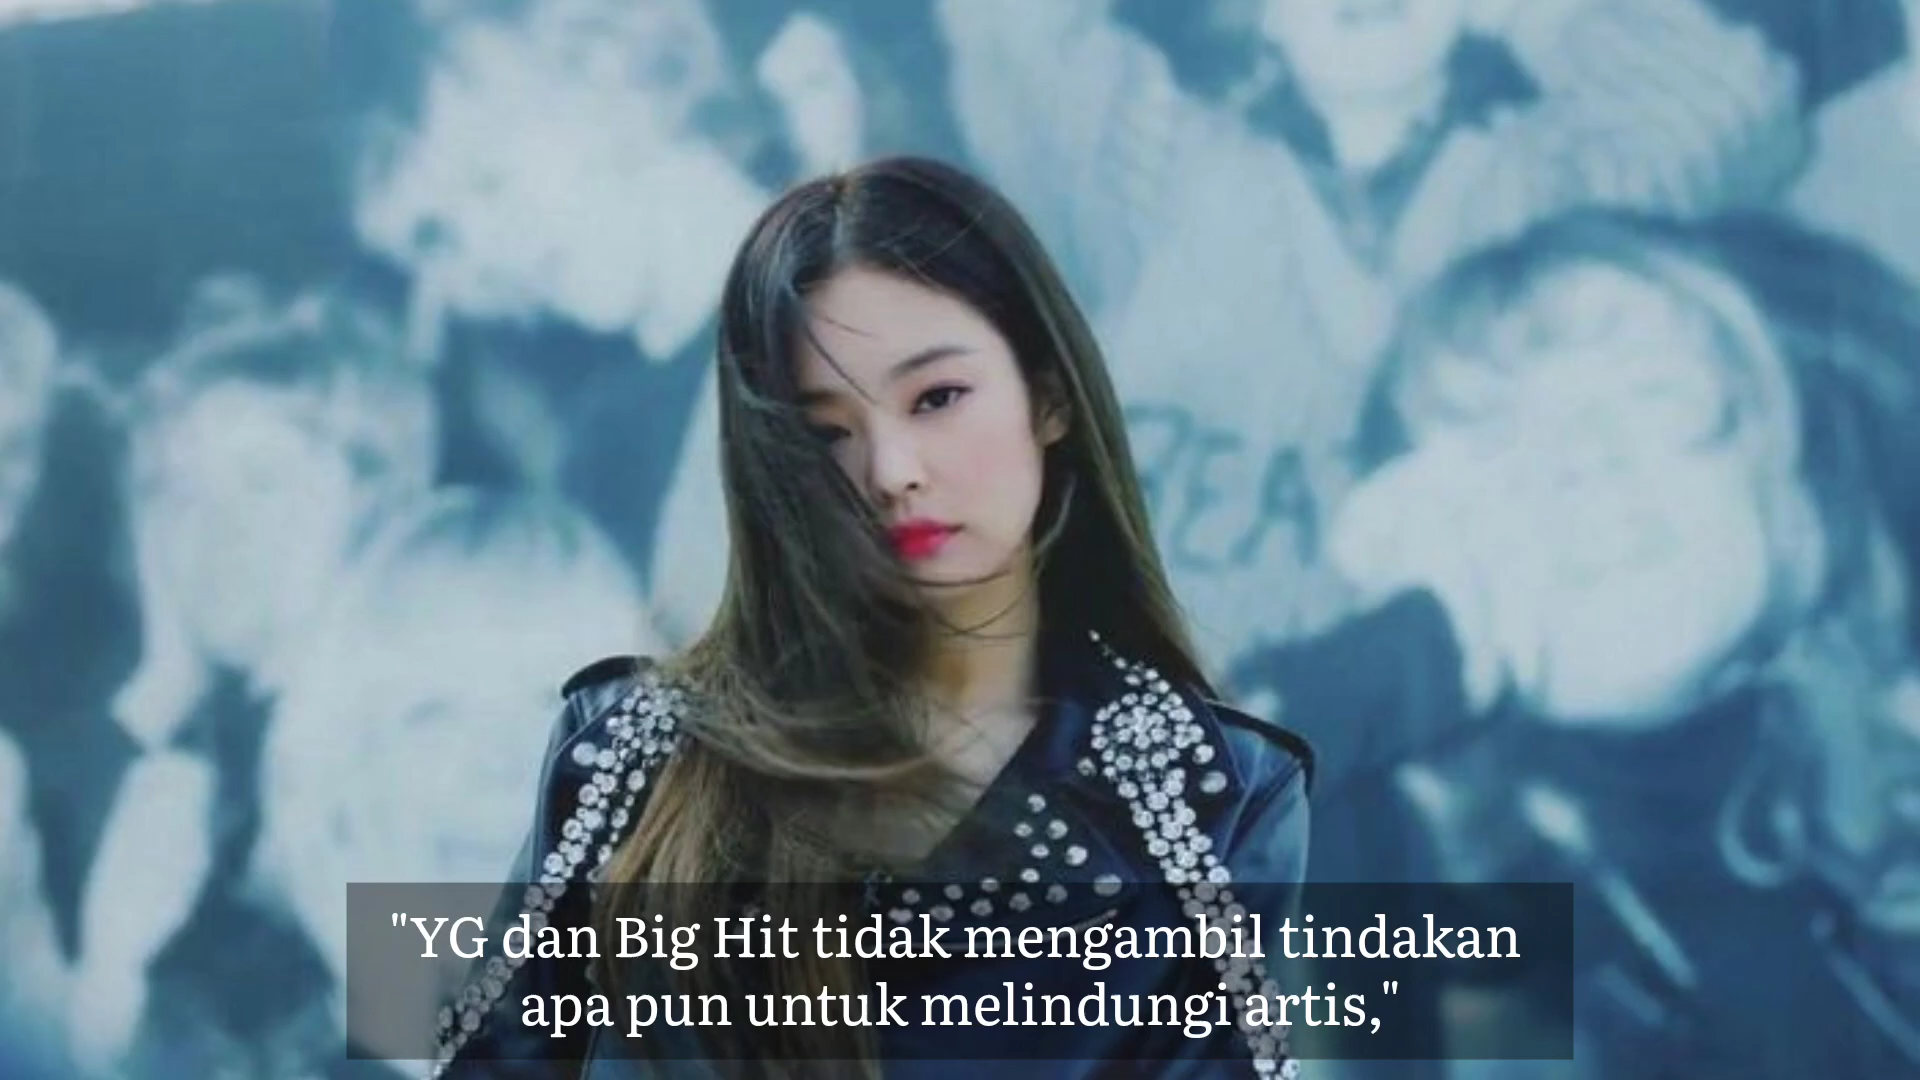 "YG dan Big Hit tidak mengambil tindakan
apa pun untuk melindungi artis,"